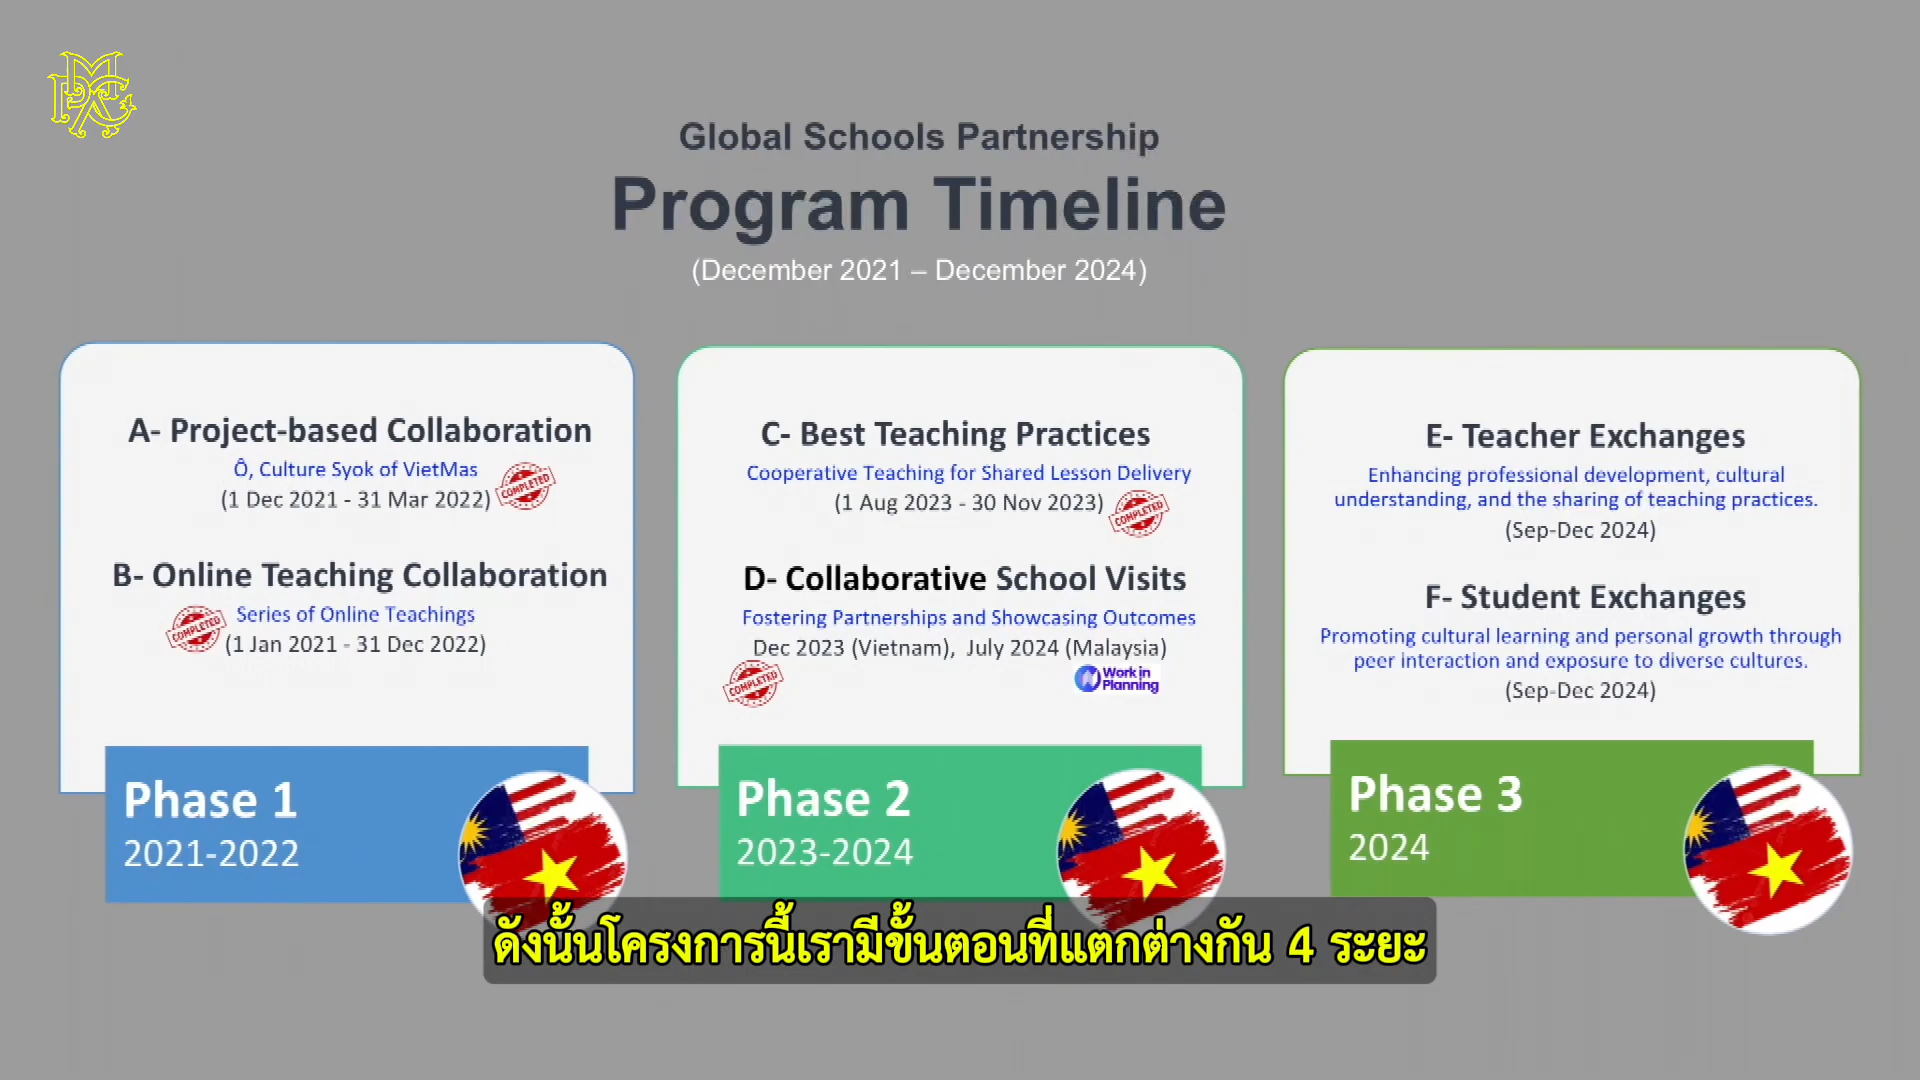 Global Schools Partnership
Program Timeline
(December 2021 – December 2024)
A- Project-based Collaboration
Ô, Culture Syok of VietMas
(1 Dec 2021 - 31 Mar 2022)
COMPLETED
B- Online Teaching Collaboration
Series of Online Teachings
COMPLETED
(1 Jan 2021 - 31 Dec 2022)
Phase 1
2021-2022
C- Best Teaching Practices
Cooperative Teaching for Shared Lesson Delivery
(1 Aug 2023 - 30 Nov 2023)
COMPLETED
D- Collaborative School Visits
Fostering Partnerships and Showcasing Outcomes
Dec 2023 (Vietnam), July 2024 (Malaysia)
COMPLETED
Work in
Planning
Phase 2
2023-2024
E- Teacher Exchanges
Enhancing professional development, cultural
understanding, and the sharing of teaching practices.
(Sep-Dec 2024)
F- Student Exchanges
Promoting cultural learning and personal growth through
peer interaction and exposure to diverse cultures.
(Sep-Dec 2024)
Phase 3
2024
ดังนั้นโครงการนี้เรามีขั้นตอนที่แตกต่างกัน 4 ระยะ